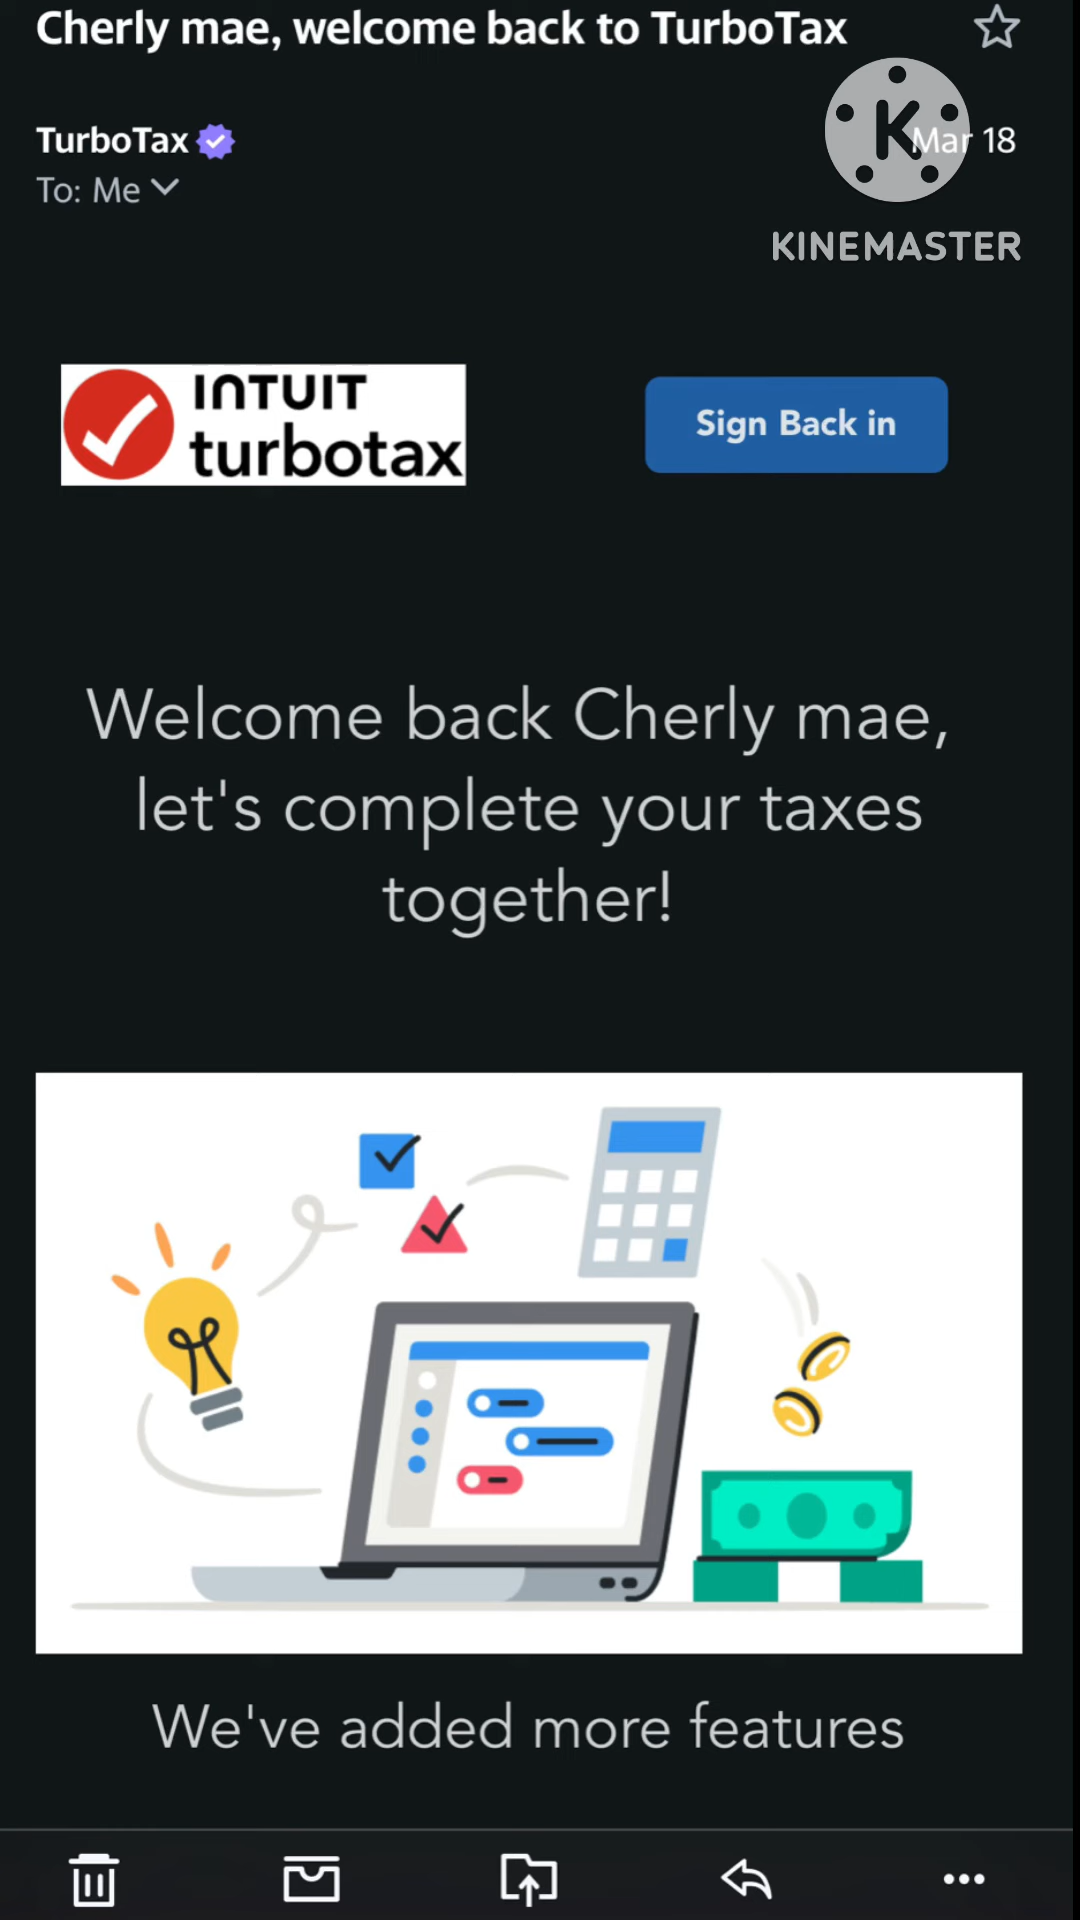 Cherly mae, welcome back to TurboTax
TurboTax
Mar 18
To: Me
KINEMASTER
INTUIT
turbotax
Sign Back in
Welcome back Cherly mae,
let's complete your taxes
together!
We've added more features